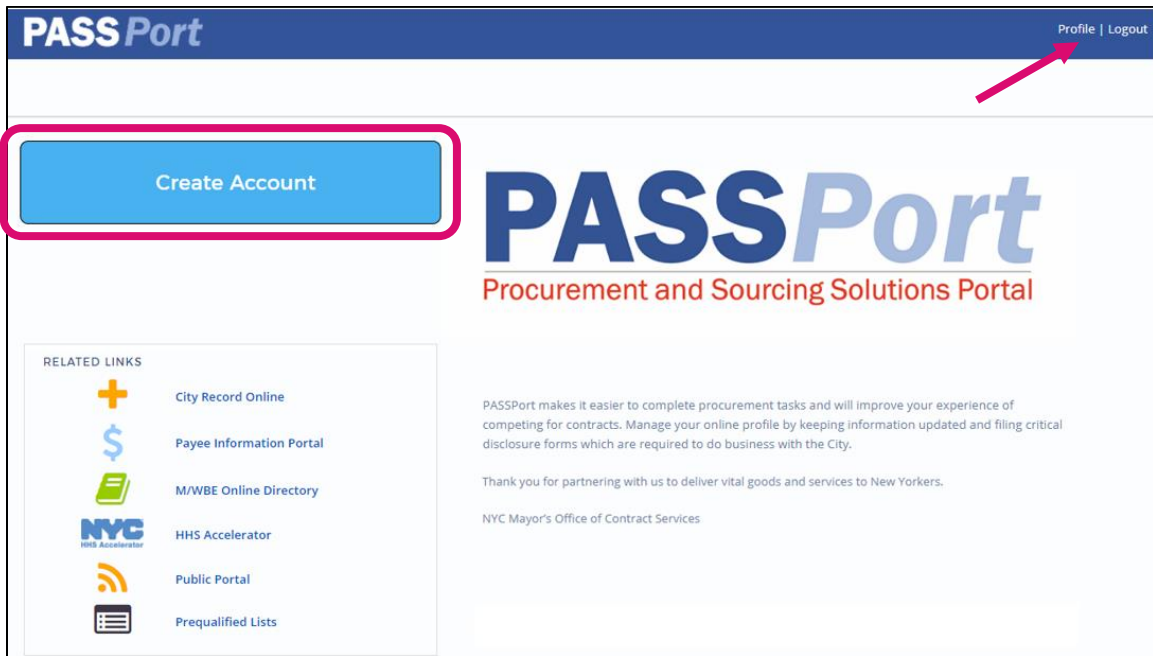 PASSPort
Profile | Logout
Create Account
PASSPort
Procurement and Sourcing Solutions Portal
RELATED LINKS
City Record Online
Payee Information Portal
M/WBE Online Directory
NYC
HHS Accelerator
HHS Accelerator
Public Portal
Prequalified Lists
PASSPort makes it easier to complete procurement tasks and will improve your experience of
competing for contracts. Manage your online profile by keeping information updated and filing critical
disclosure forms which are required to do business with the City.
Thank you for partnering with us to deliver vital goods and services to New Yorkers.
NYC Mayor's Office of Contract Services